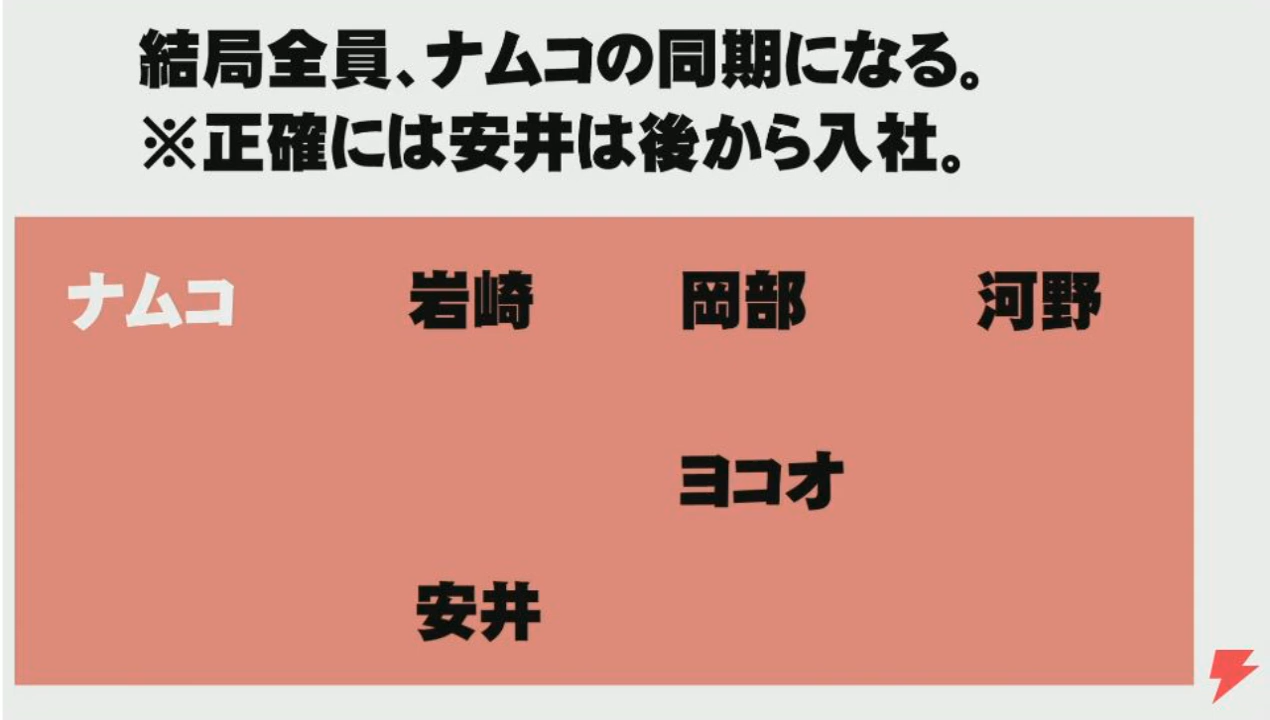 結局全員、ナムコの同期になる。
※正確には安井は後から入社。
ナムコ 岩崎 岡部 河野
ヨコオ
安井